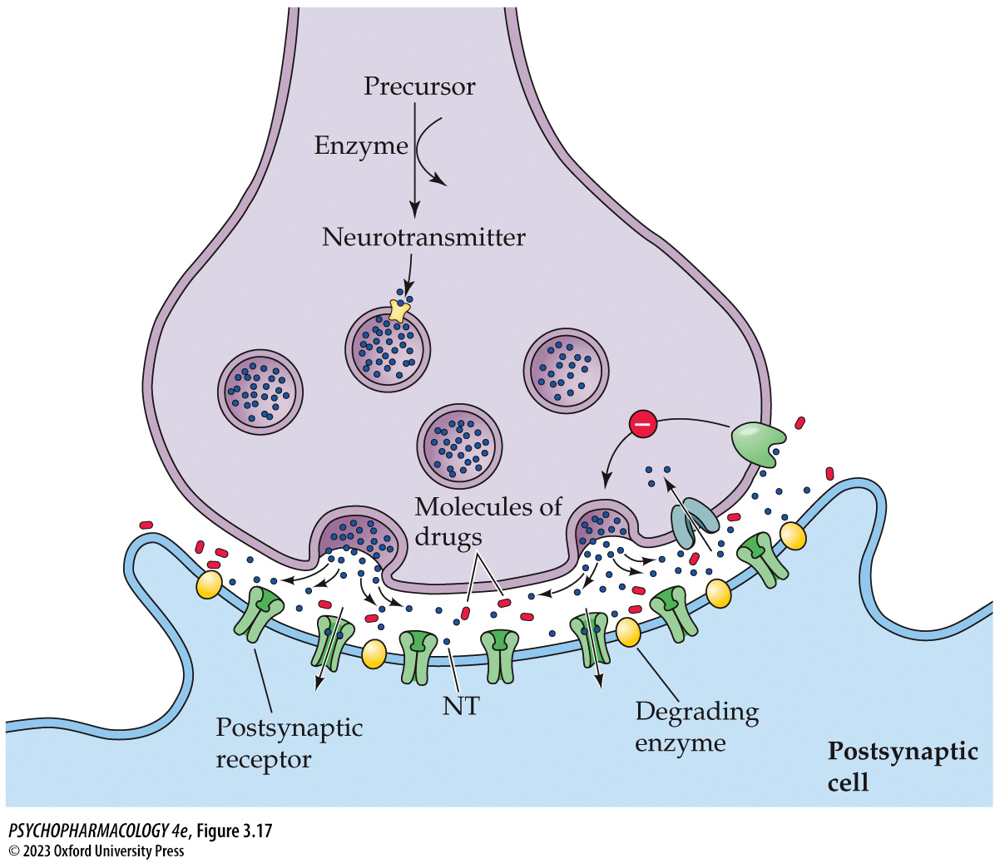 Precursor
Enzyme
Neurotransmitter
−
Molecules of
drugs
NT
Postsynaptic
receptor
Degrading
enzyme
Postsynaptic
cell
PSYCHOPHARMACOLOGY 4e, Figure 3.17
© 2023 Oxford University Press